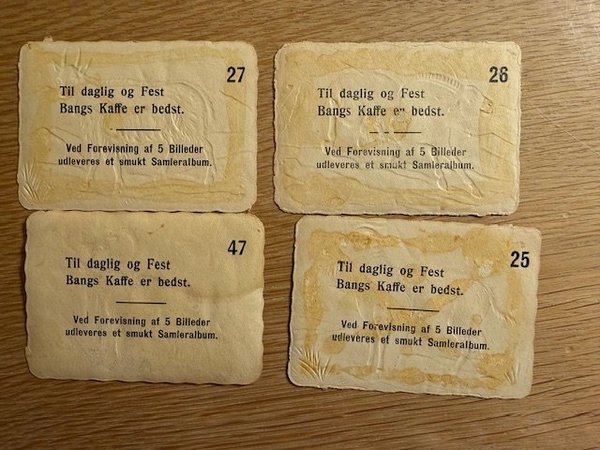 27
Til daglig og Fest
Bangs Kaffe er bedst.
Ved Forevisning af 5 Billeder
udleveres et smukt Samleralbum.
26
Til daglig og Fest
Bangs Kaffe er bedst.
Ved Forevisning af 5 Billeder
udleveres et smukt Samleralbum.
47
Til daglig og Fest
Bangs Kaffe er bedst.
Ved Forevisning af 5 Billeder
udleveres et smukt Samleralbum.
25
Til daglig og Fest
Bangs Kaffe er bedst.
Ved Forevisning af 5 Billeder
udleveres et smukt Samleralbum.